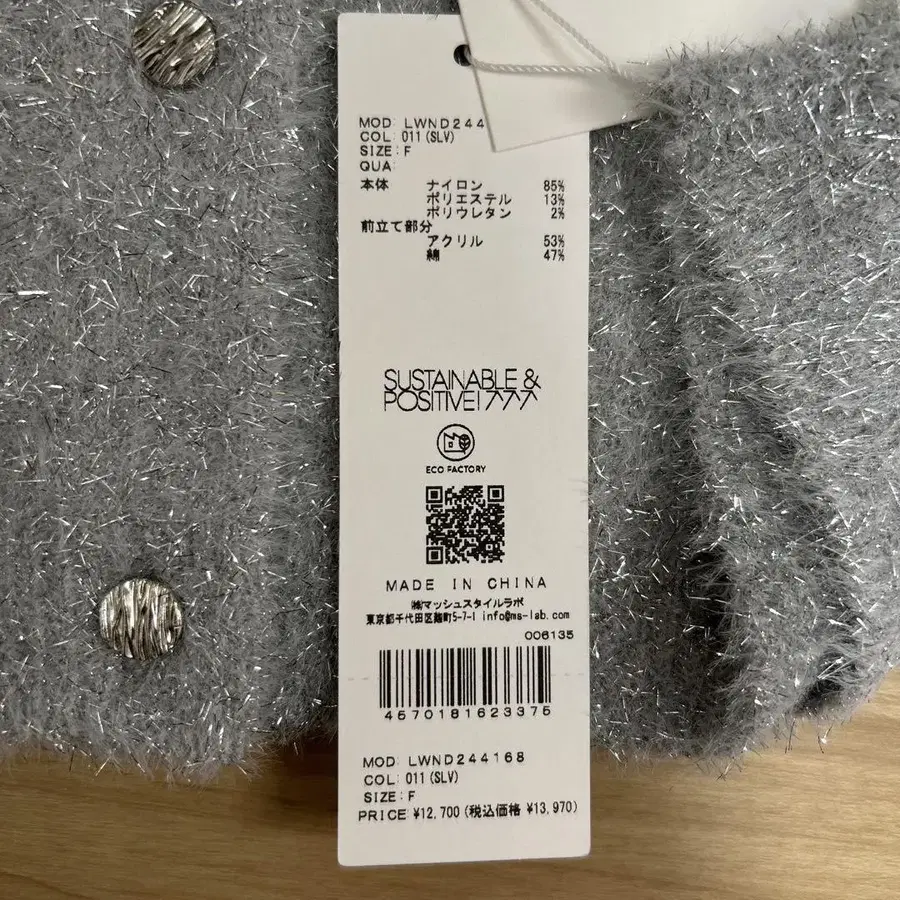 MOD: LWND244
COL: 011(SLV)
SIZE: F
QUA:
本体 ナイロン 85%
ポリエステル 13%
ポリウレタン 2%
前立て部分
アクリル 53%
綿 47%
SUSTAINABLE &
POSITIVE!
ECO FACTORY
MADE IN CHINA
㈱マッシュスタイルラボ
東京都千代田区麹町5-7-1 info@ms-lab.com
006135
4570181623375
MOD: LWND244168
COL: 011(SLV)
SIZE: F
PRICE: ¥12,700 (税込価格 ¥13,970)